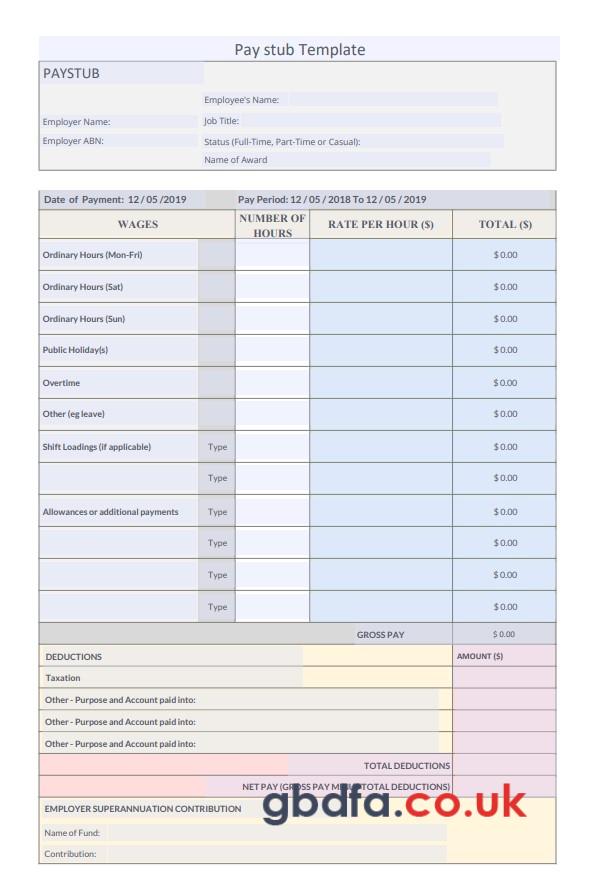 Pay stub Template
PAYSTUB
Employee's Name:
Employer Name: Job Title:
Employer ABN: Status (Full-Time, Part-Time or Casual):
Name of Award
Date of Payment: 12 / 05 /2019 Pay Period: 12 / 05 / 2018 To 12 / 05 / 2019
WAGES NUMBER OF HOURS RATE PER HOUR ($) TOTAL ($)
Ordinary Hours (Mon-Fri) $ 0.00
Ordinary Hours (Sat) $ 0.00
Ordinary Hours (Sun) $ 0.00
Public Holiday(s) $ 0.00
Overtime $ 0.00
Other (eg leave) $ 0.00
Shift Loadings (if applicable) Type $ 0.00
Type $ 0.00
Allowances or additional payments Type $ 0.00
Type $ 0.00
Type $ 0.00
Type $ 0.00
GROSS PAY $ 0.00
DEDUCTIONS AMOUNT ($)
Taxation
Other - Purpose and Account paid into:
Other - Purpose and Account paid into:
Other - Purpose and Account paid into:
TOTAL DEDUCTIONS
NET PAY (GROSS PAY MINUS TOTAL DEDUCTIONS)
EMPLOYER SUPERANNUATION CONTRIBUTION
gbdfa.co.uk
Name of Fund:
Contribution: